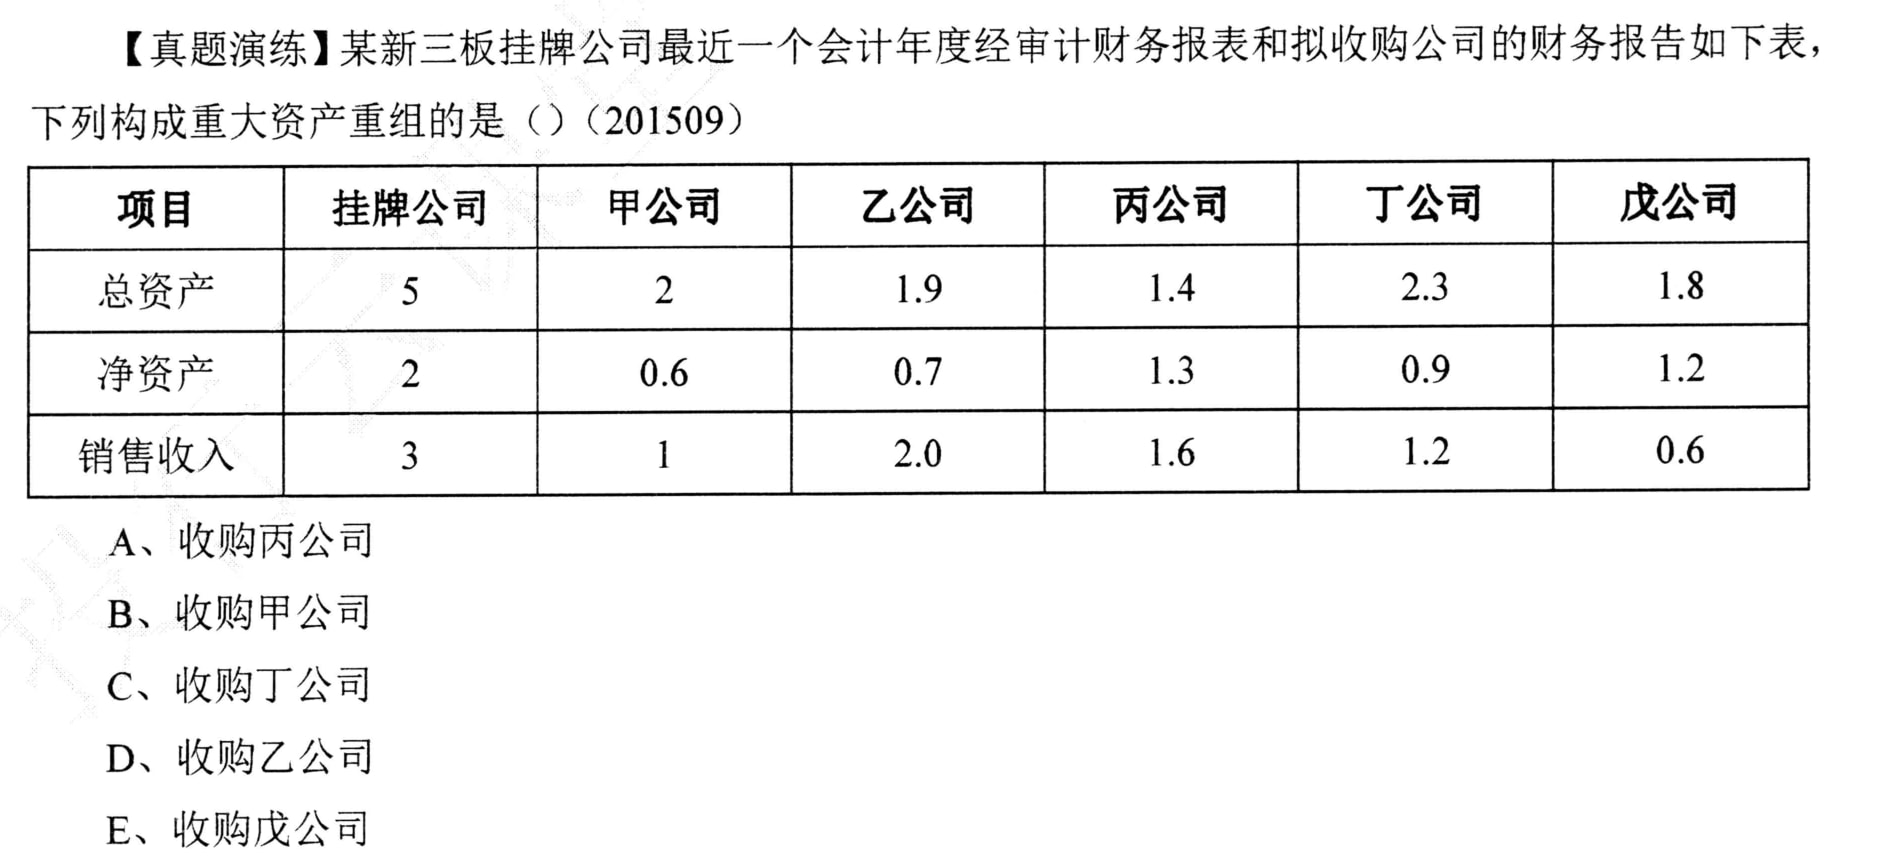 【真题演练】某新三板挂牌公司最近一个会计年度经审计财务报表和拟收购公司的财务报告如下表，
下列构成重大资产重组的是（）（201509）
项目 挂牌公司 甲公司 乙公司 丙公司 丁公司 戊公司
总资产 5 2 1.9 1.4 2.3 1.8
净资产 2 0.6 0.7 1.3 0.9 1.2
销售收入 3 1 2.0 1.6 1.2 0.6
A、收购丙公司
B、收购甲公司
C、收购丁公司
D、收购乙公司
E、收购戊公司